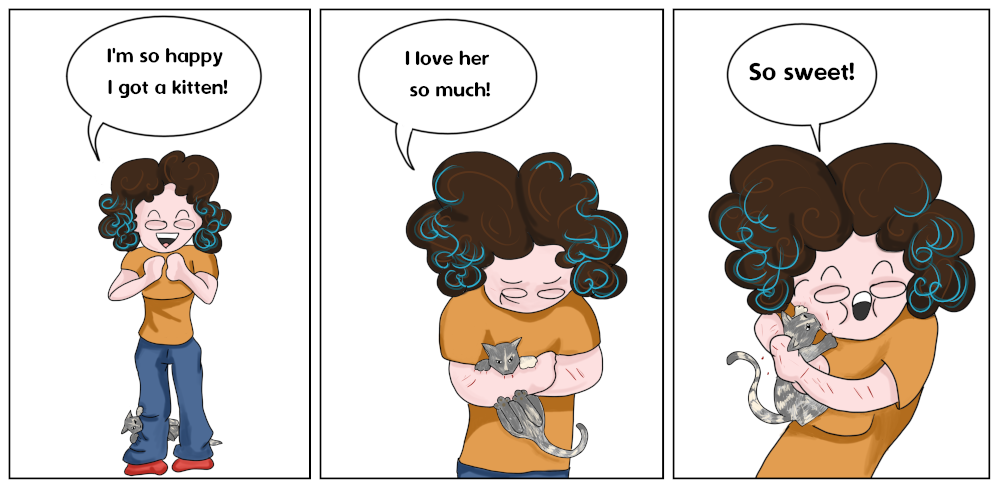 I'm so happy
I got a kitten!
I love her
so much!
So sweet!